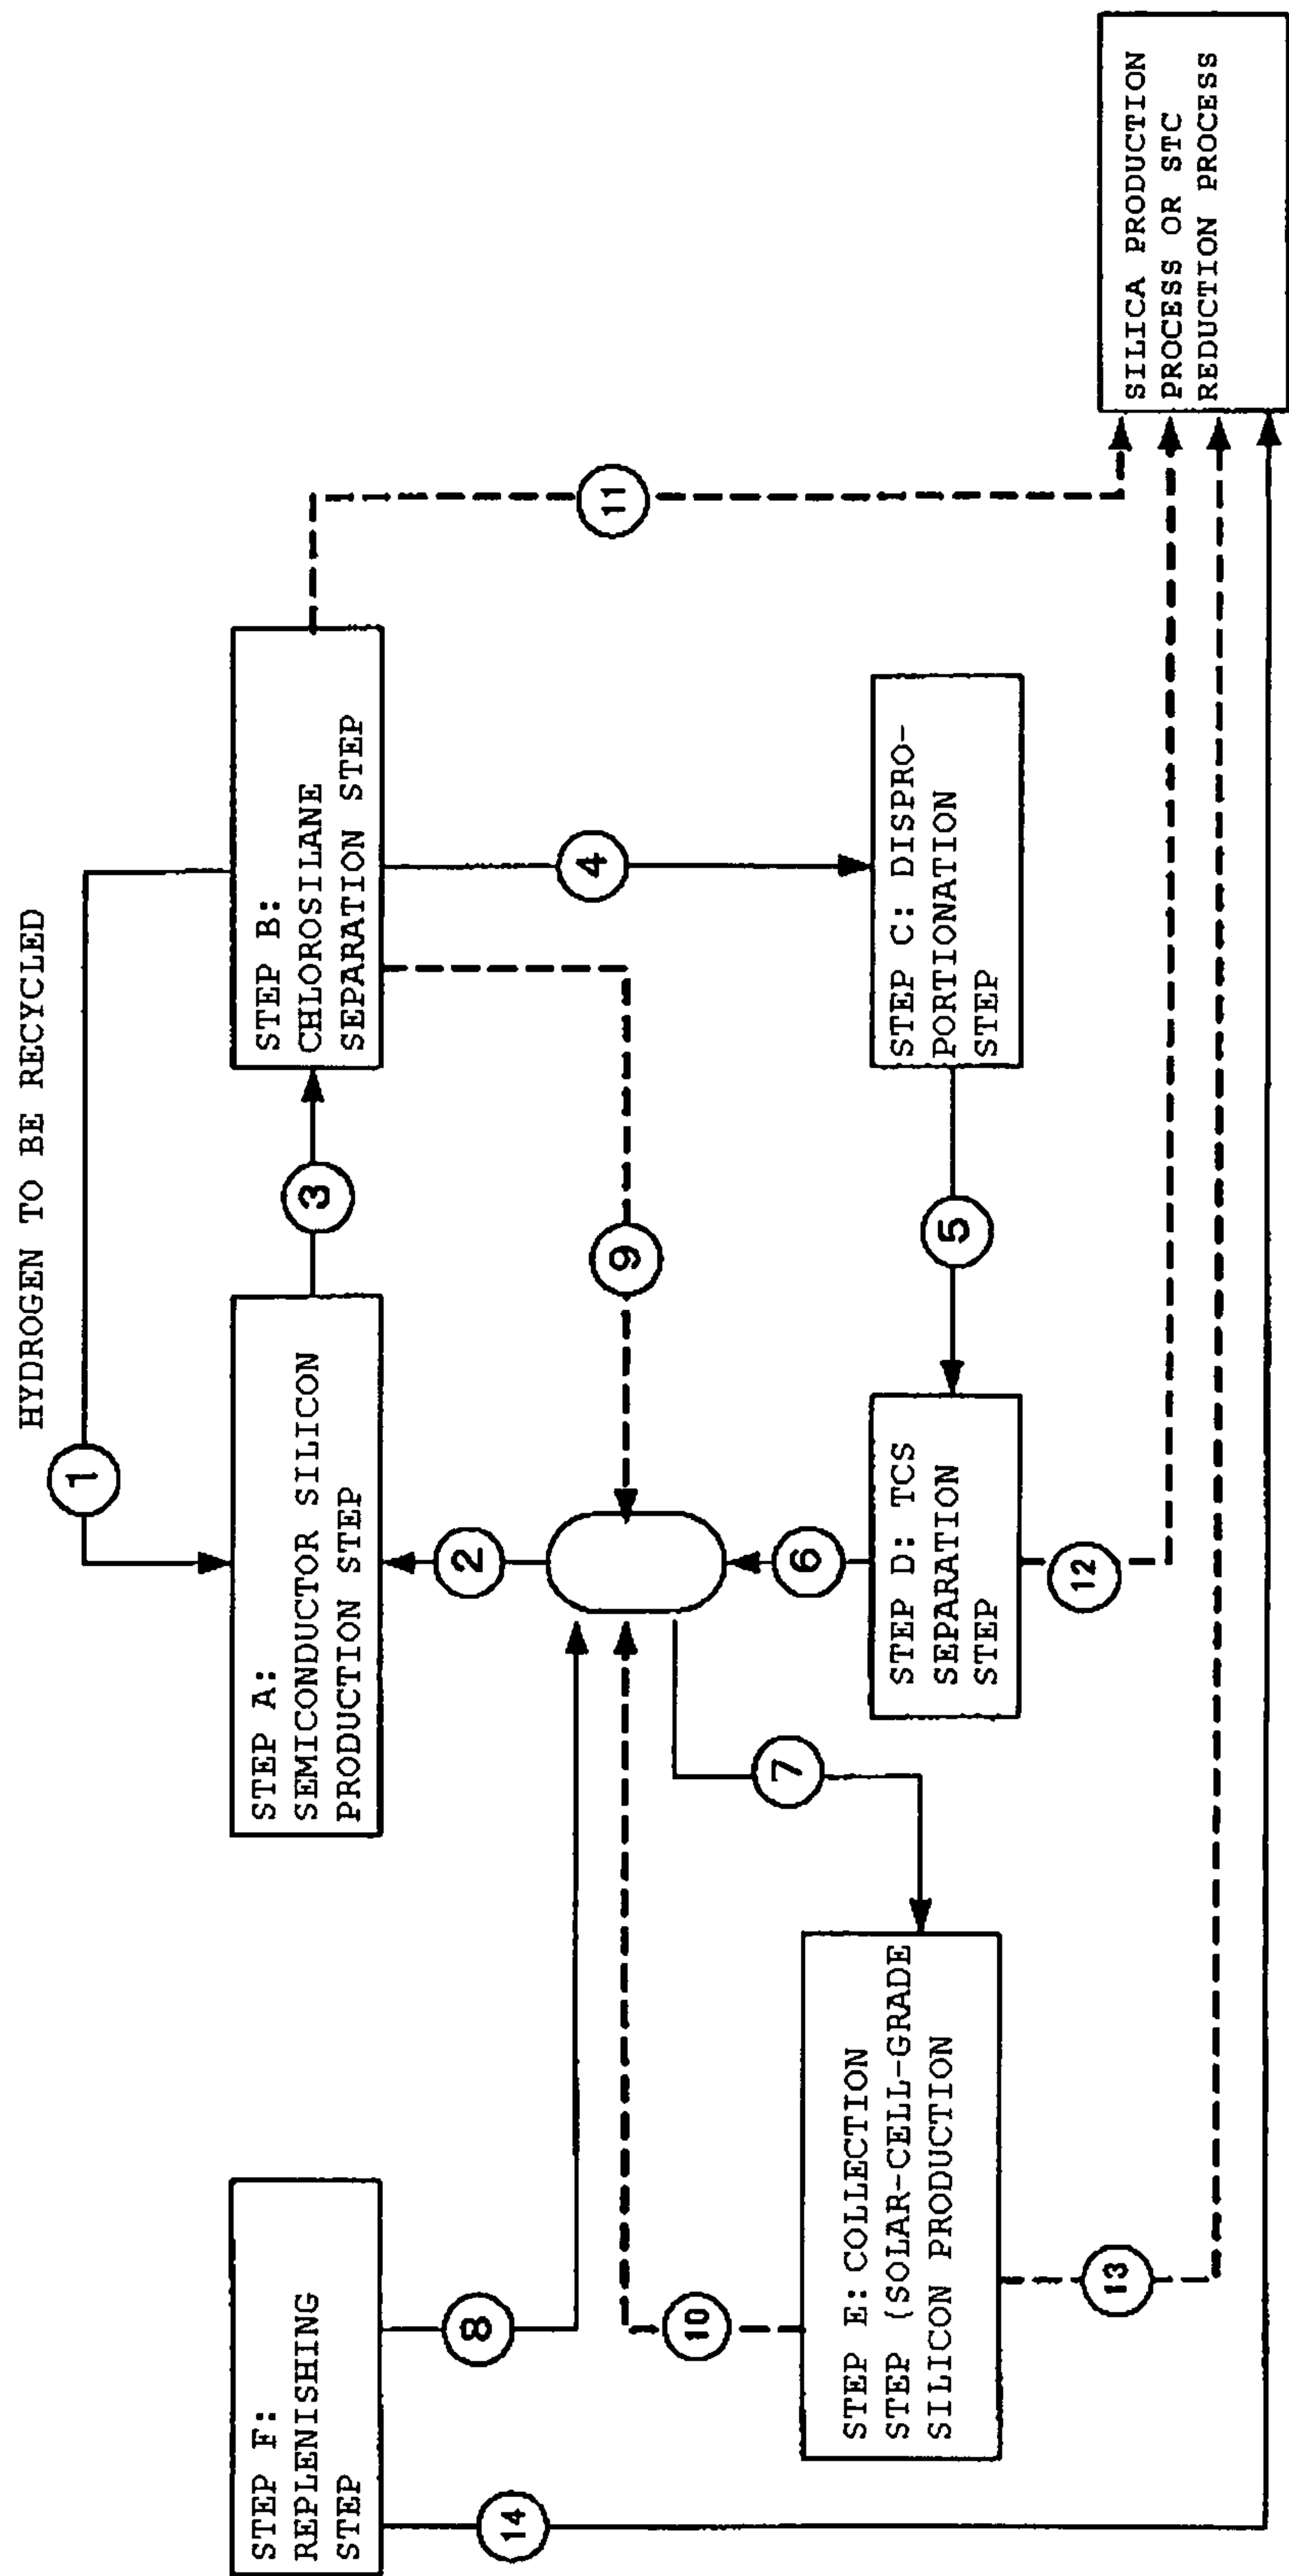 HYDROGEN TO BE RECYCLED
1
STEP F:
REPLENISHING
STEP
STEP A:
SEMICONDUCTOR SILICON
PRODUCTION STEP
3
STEP B:
CHLOROSILANE
SEPARATION STEP
14
8
2
11
10
9
4
7
6
STEP E: COLLECTION
STEP (SOLAR-CELL-GRADE
SILICON PRODUCTION
STEP D: TCS
SEPARATION
STEP
5
STEP C: DISPRO-
PORTIONATION
STEP
13
12
SILICA PRODUCTION
PROCESS OR STC
REDUCTION PROCESS